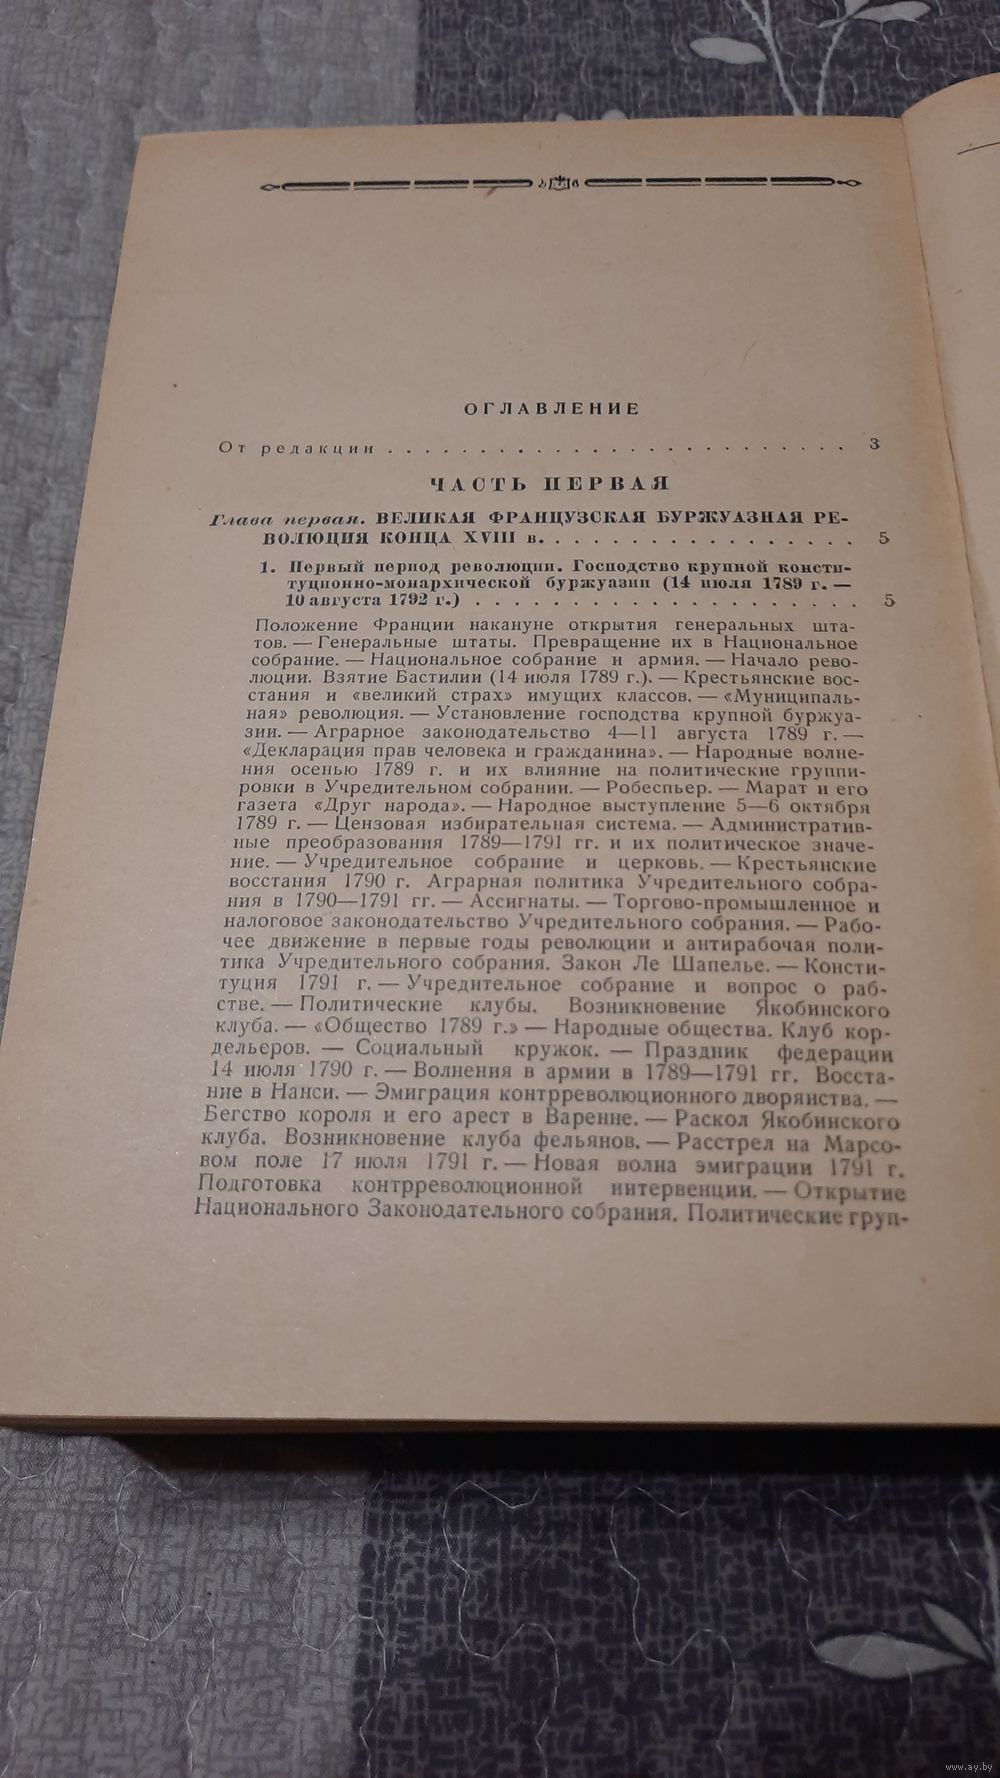 ОГЛАВЛЕНИЕ
От редакции . . . . . . . . . . . . . . . . . . . . . . . . . 3
ЧАСТЬ ПЕРВАЯ
Глава первая. ВЕЛИКАЯ ФРАНЦУЗСКАЯ БУРЖУАЗНАЯ РЕ-
ВОЛЮЦИЯ КОНЦА XVIII в. . . . . . . . . . . . . . . . . 5
1. Первый период революции. Господство крупной консти-
туционно-монархической буржуазии (14 июля 1789 г. —
10 августа 1792 г.) . . . . . . . . . . . . . . . . . . . . 5
Положение Франции накануне открытия генеральных шта-
тов. — Генеральные штаты. Превращение их в Национальное
собрание. — Национальное собрание и армия. — Начало рево-
люции. Взятие Бастилии (14 июля 1789 г.). — Крестьянские вос-
стания и «великий страх» имущих классов. — «Муниципаль-
ная» революция. — Установление господства крупной буржуа-
зии. — Аграрное законодательство 4—11 августа 1789 г. —
«Декларация прав человека и гражданина». — Народные волне-
ния осенью 1789 г. и их влияние на политические группи-
ровки в Учредительном собрании. — Робеспьер. — Марат и его
газета «Друг народа». — Народное выступление 5—6 октября
1789 г. — Цензовая избирательная система. — Административ-
ные преобразования 1789—1791 гг. и их политическое значе-
ние. — Учредительное собрание и церковь. — Крестьянские
восстания 1790 г. Аграрная политика Учредительного собра-
ния в 1790—1791 гг. — Ассигнаты. — Торгово-промышленное и
налоговое законодательство Учредительного собрания. — Рабо-
чее движение в первые годы революции и антирабочая поли-
тика Учредительного собрания. Закон Ле Шапелье. — Консти-
туция 1791 г. — Учредительное собрание и вопрос о раб-
стве. — Политические клубы. Возникновение Якобинского
клуба. — «Общество 1789 г.» — Народные общества. Клуб кор-
дельеров. — Социальный кружок. — Праздник федерации
14 июля 1790 г. — Волнения в армии в 1789—1791 гг. Восста-
ние в Нанси. — Эмиграция контрреволюционного дворянства. —
Бегство короля и его арест в Варенне. — Раскол Якобинского
клуба. Возникновение клуба фельянов. — Расстрел на Марсо-
вом поле 17 июля 1791 г. — Новая волна эмиграции 1791 г.
Подготовка контрреволюционной интервенции. — Открытие
Национального Законодательного собрания. Политические груп-
www.ay.by